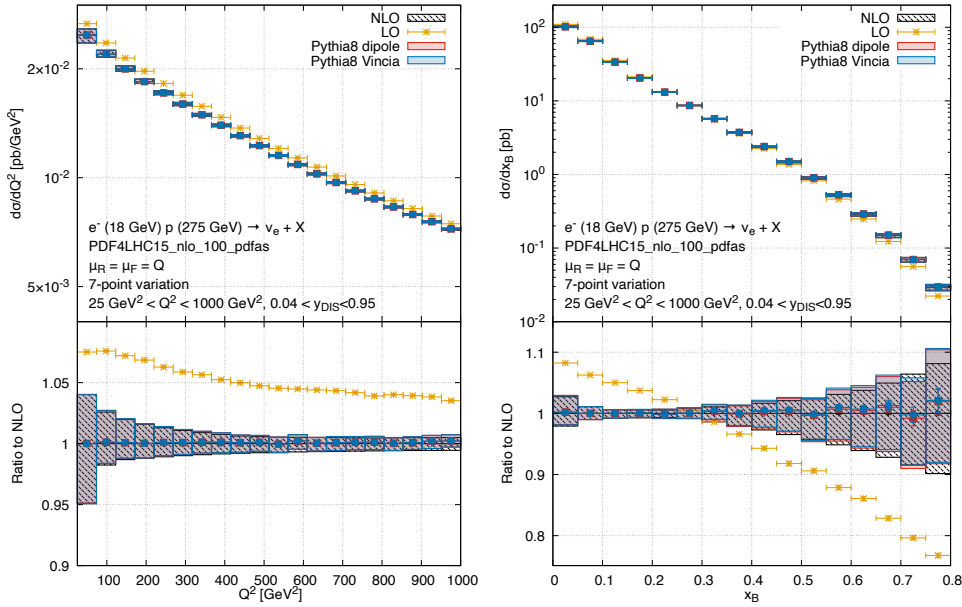 NLO
LO
Pythia8 dipole
Pythia8 Vincia
dσ/dQ² [pb/GeV²]
2×10⁻²
10⁻²
5×10⁻³
e⁻ (18 GeV) p (275 GeV) → ν_e + X
PDF4LHC15_nlo_100_pdfas
μ_R = μ_F = Q
7-point variation
25 GeV² < Q² < 1000 GeV², 0.04 < y_DIS<0.95
Ratio to NLO
1.05
1
0.95
0.9
100 200 300 400 500 600 700 800 900 1000
Q² [GeV²]
NLO
LO
Pythia8 dipole
Pythia8 Vincia
dσ/dx_B [pb]
10²
10¹
10⁰
10⁻¹
10⁻²
e⁻ (18 GeV) p (275 GeV) → ν_e + X
PDF4LHC15_nlo_100_pdfas
μ_R = μ_F = Q
7-point variation
25 GeV² < Q² < 1000 GeV², 0.04 < y_DIS<0.95
Ratio to NLO
1.1
1
0.9
0.8
0 0.1 0.2 0.3 0.4 0.5 0.6 0.7 0.8
x_B